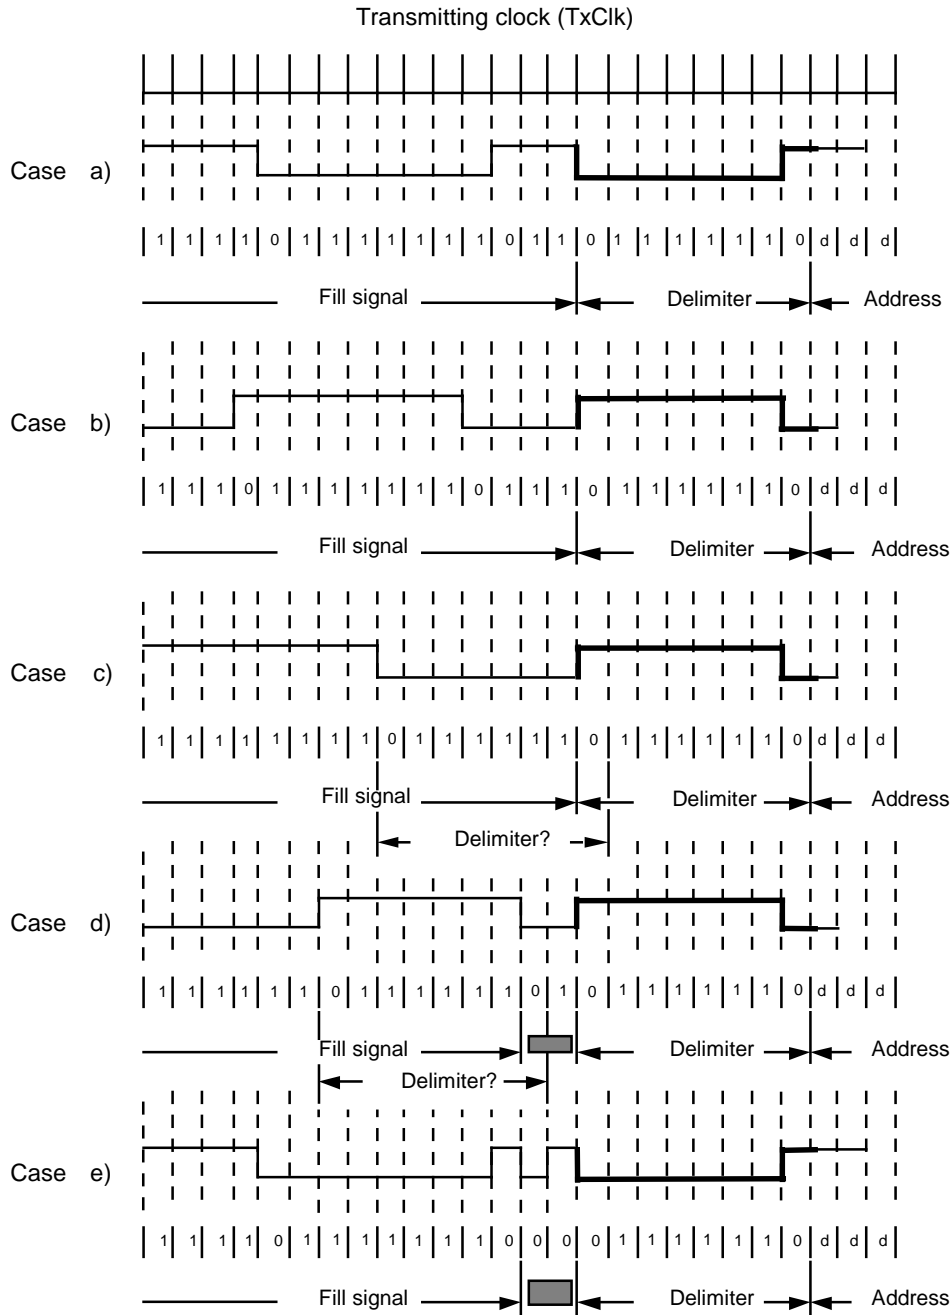 Transmitting clock (TxClk)
Case a)
1 1 1 1 0 1 1 1 1 1 1 1 0 1 1 0 1 1 1 1 1 1 0 d d d
Fill signal Delimiter Address
Case b)
1 1 1 0 1 1 1 1 1 1 1 0 1 1 1 0 1 1 1 1 1 1 0 d d d
Fill signal Delimiter Address
Case c)
1 1 1 1 1 1 1 1 0 1 1 1 1 1 1 0 1 1 1 1 1 1 0 d d d
Fill signal Delimiter Address
Delimiter?
Case d)
1 1 1 1 1 1 0 1 1 1 1 1 1 0 1 0 1 1 1 1 1 1 0 d d d
Fill signal Delimiter Address
Delimiter?
Case e)
1 1 1 1 0 1 1 1 1 1 1 1 0 0 0 0 1 1 1 1 1 1 0 d d d
Fill signal Delimiter Address